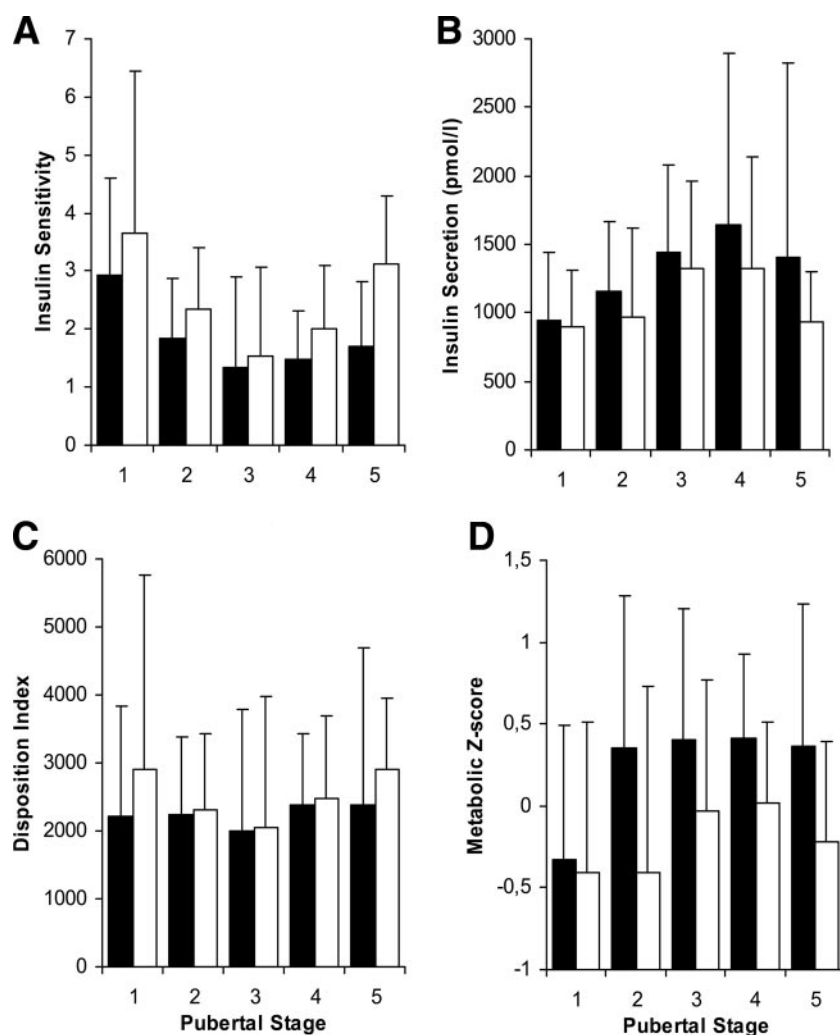 A
Insulin Sensitivity
7
6
5
4
3
2
1
0
1 2 3 4 5
B
Insulin Secretion (pmol/l)
3000
2500
2000
1500
1000
500
0
1 2 3 4 5
C
Disposition Index
6000
5000
4000
3000
2000
1000
0
1 2 3 4 5
Pubertal Stage
D
Metabolic Z-score
1,5
1
0,5
0
-0,5
-1
1 2 3 4 5
Pubertal Stage